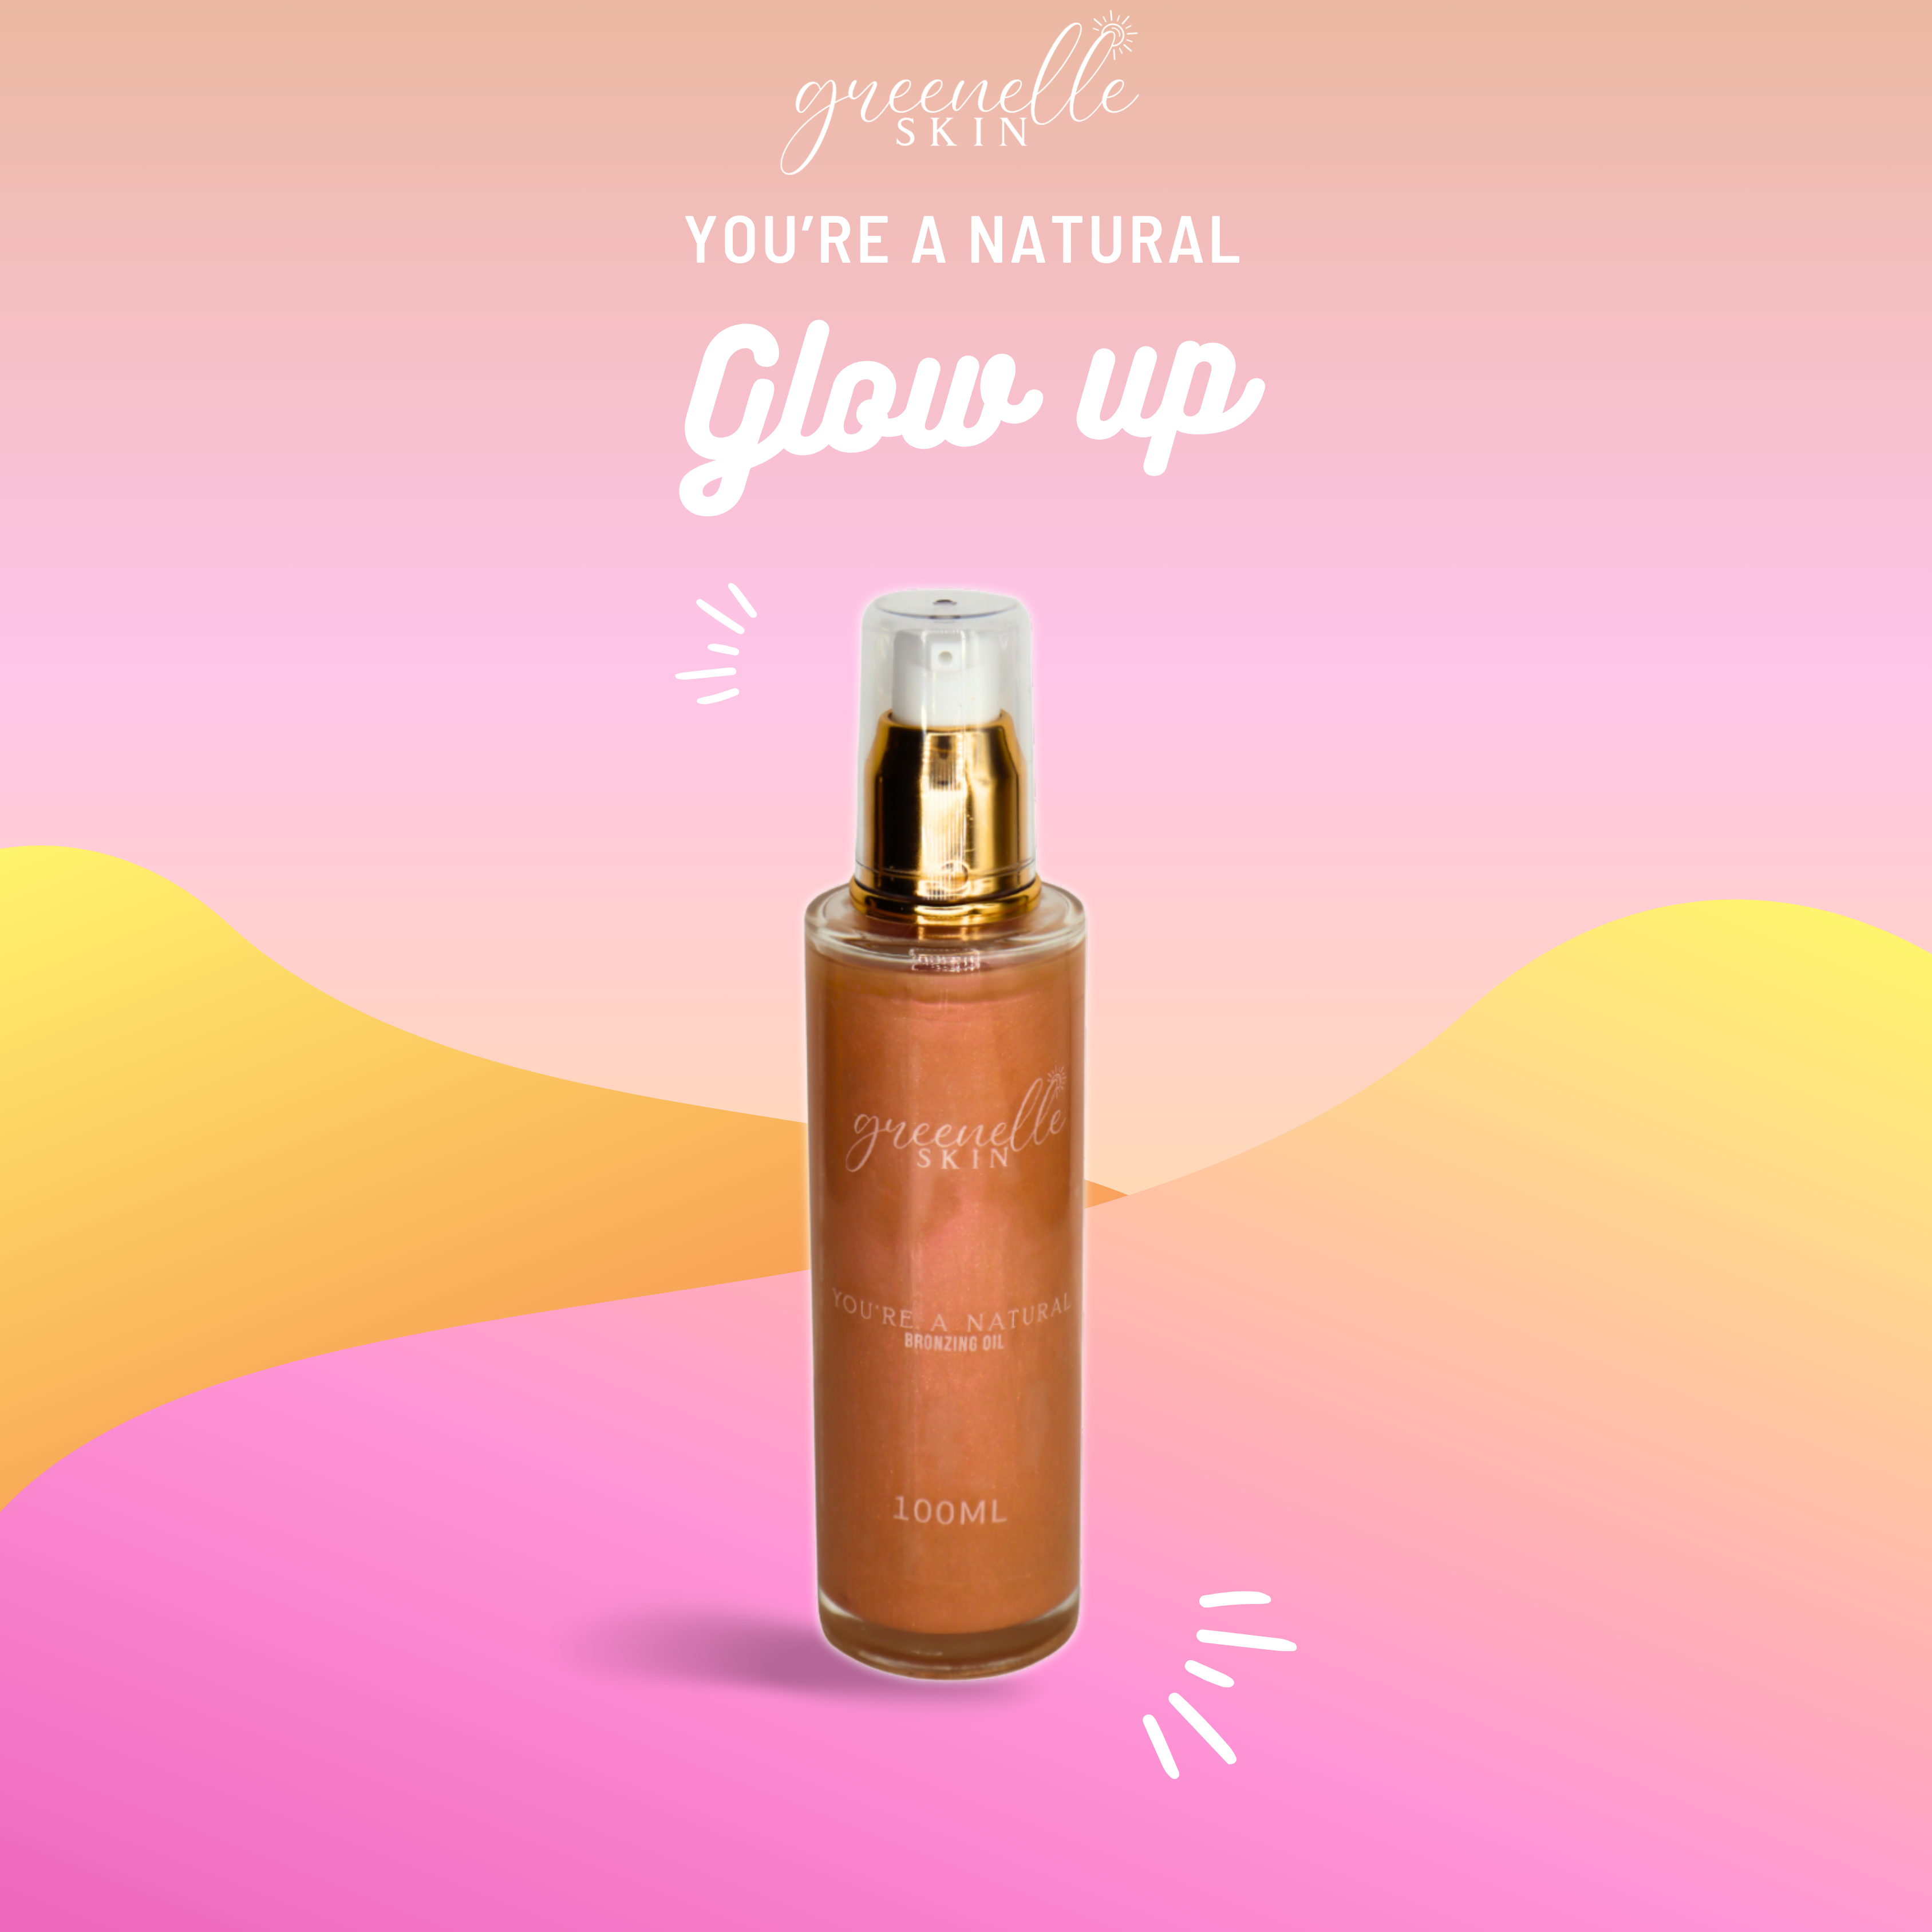 greenelle
SKIN
YOU'RE A NATURAL
Glow up
greenelle
SKIN
YOU'RE A NATURAL
BRONZING OIL
100ML